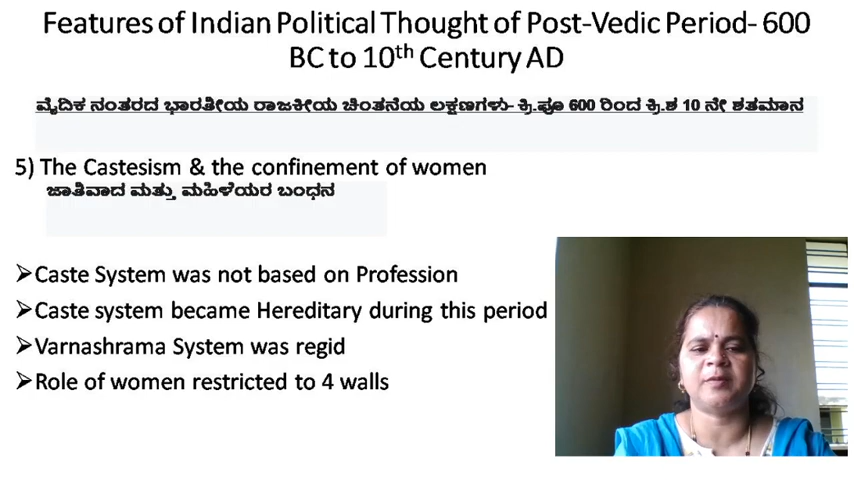 Features of Indian Political Thought of Post-Vedic Period- 600
BC to 10th Century AD
ವೈದಿಕ ನಂತರದ ಭಾರತೀಯ ರಾಜಕೀಯ ಚಿಂತನೆಯ ಲಕ್ಷಣಗಳು- ಕ್ರಿ.ಪೂ 600 ರಿಂದ ಕ್ರಿ.ಶ 10 ನೇ ಶತಮಾನ
5) The Castesism & the confinement of women
ಜಾತಿವಾದ ಮತ್ತು ಮಹಿಳೆಯರ ಬಂಧನ
➢Caste System was not based on Profession
➢Caste system became Hereditary during this period
➢Varnashrama System was regid
➢Role of women restricted to 4 walls